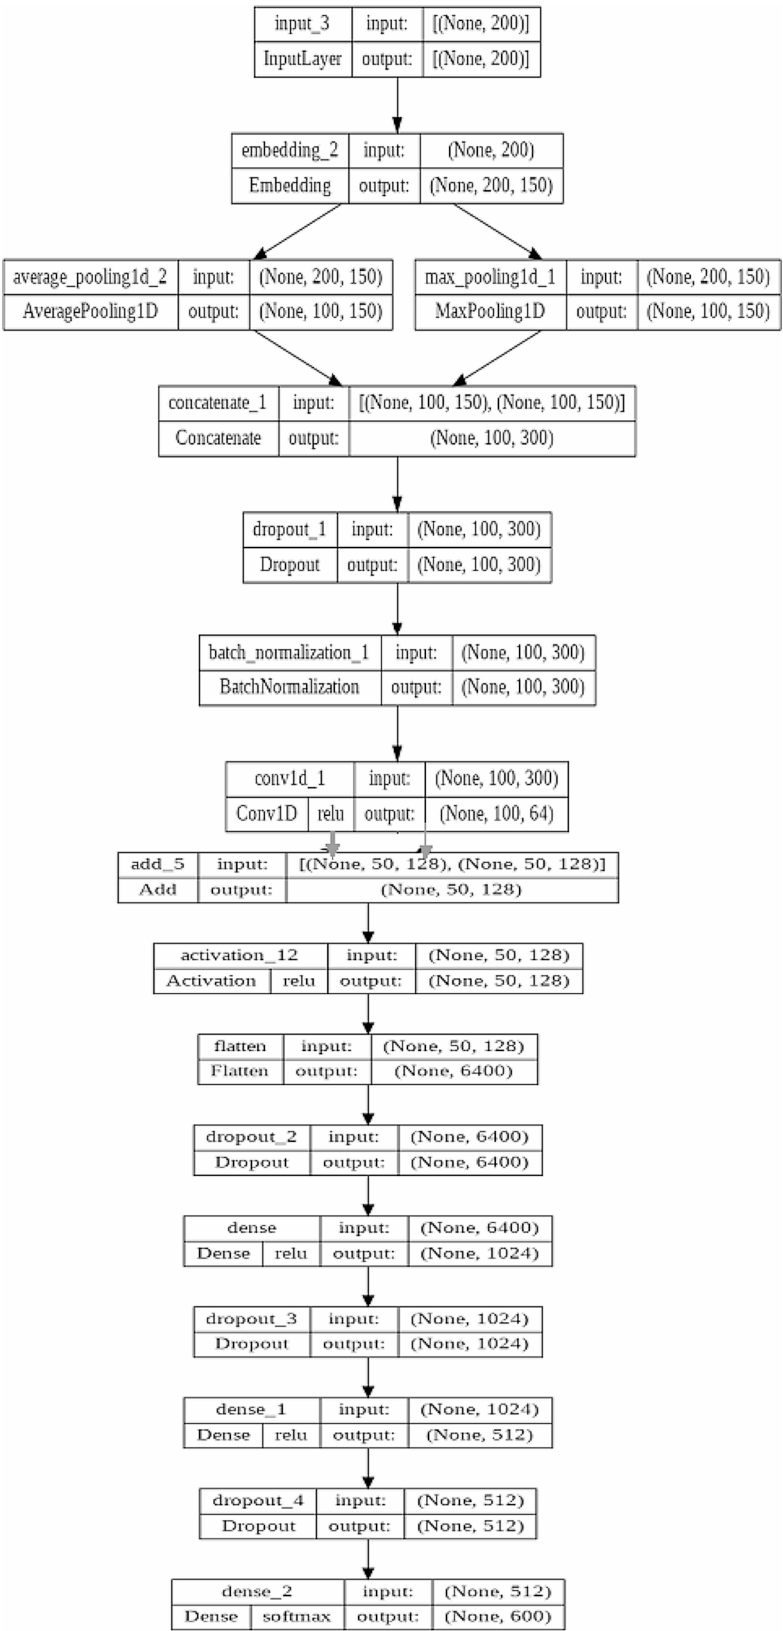 input_3 input: [(None, 200)]
InputLayer output: [(None, 200)]
embedding_2 input: (None, 200)
Embedding output: (None, 200, 150)
average_pooling1d_2 input: (None, 200, 150)
AveragePooling1D output: (None, 100, 150)
max_pooling1d_1 input: (None, 200, 150)
MaxPooling1D output: (None, 100, 150)
concatenate_1 input: [(None, 100, 150), (None, 100, 150)]
Concatenate output: (None, 100, 300)
dropout_1 input: (None, 100, 300)
Dropout output: (None, 100, 300)
batch_normalization_1 input: (None, 100, 300)
BatchNormalization output: (None, 100, 300)
conv1d_1 input: (None, 100, 300)
Conv1D relu output: (None, 100, 64)
add_5 input: [(None, 50, 128), (None, 50, 128)]
Add output: (None, 50, 128)
activation_12 input: (None, 50, 128)
Activation relu output: (None, 50, 128)
flatten input: (None, 50, 128)
Flatten output: (None, 6400)
dropout_2 input: (None, 6400)
Dropout output: (None, 6400)
dense input: (None, 6400)
Dense relu output: (None, 1024)
dropout_3 input: (None, 1024)
Dropout output: (None, 1024)
dense_1 input: (None, 1024)
Dense relu output: (None, 512)
dropout_4 input: (None, 512)
Dropout output: (None, 512)
dense_2 input: (None, 512)
Dense softmax output: (None, 600)